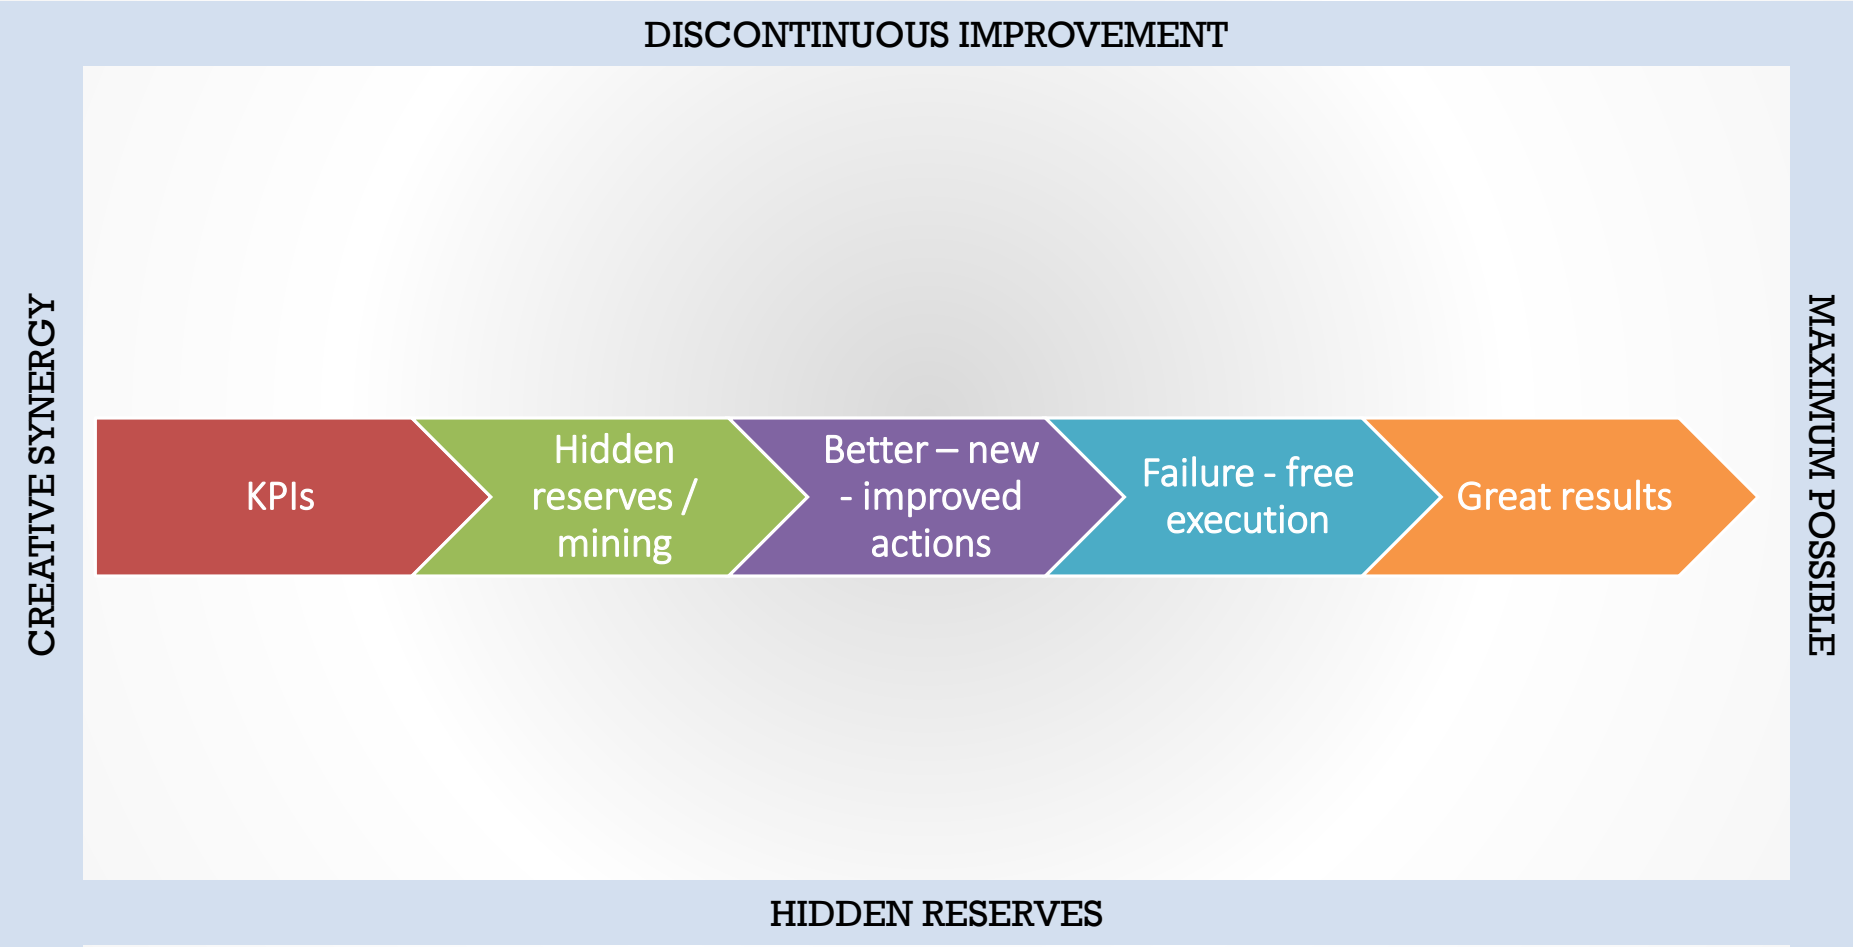 DISCONTINUOUS IMPROVEMENT
CREATIVE SYNERGY
KPIs
Hidden
reserves /
mining
Better – new
- improved
actions
Failure - free
execution
Great results
MAXIMUM POSSIBLE
HIDDEN RESERVES